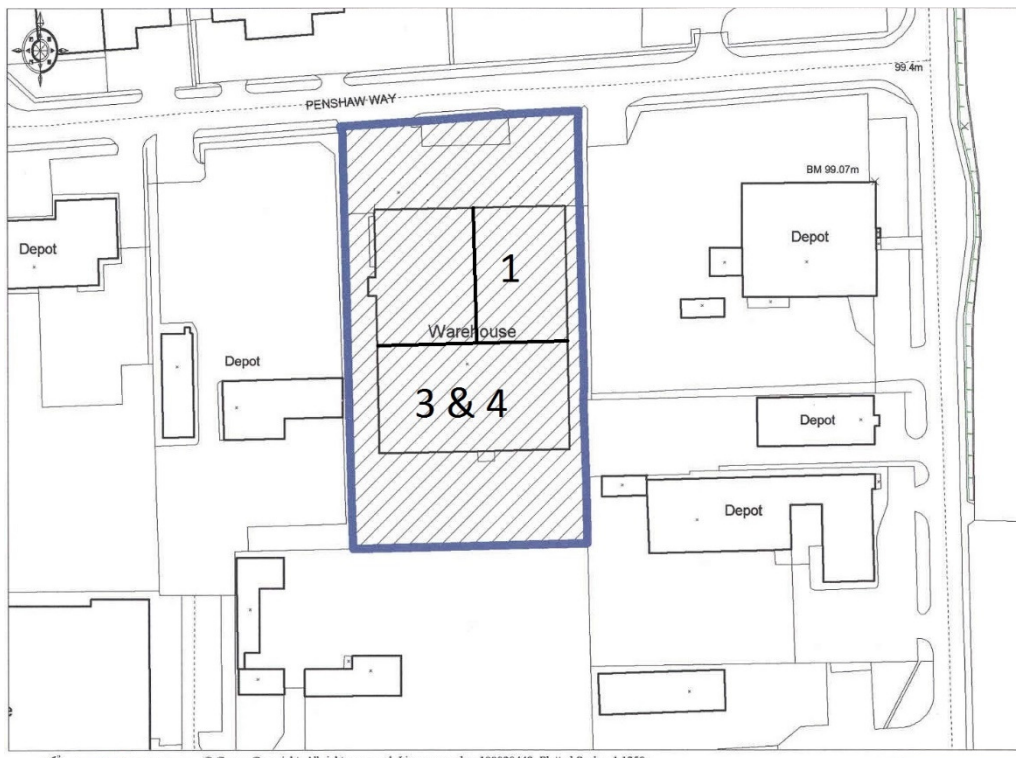 PENSHAW WAY
99.4m
BM 99.07m
Depot
Depot
1
Warehouse
Depot
3 & 4
Depot
Depot